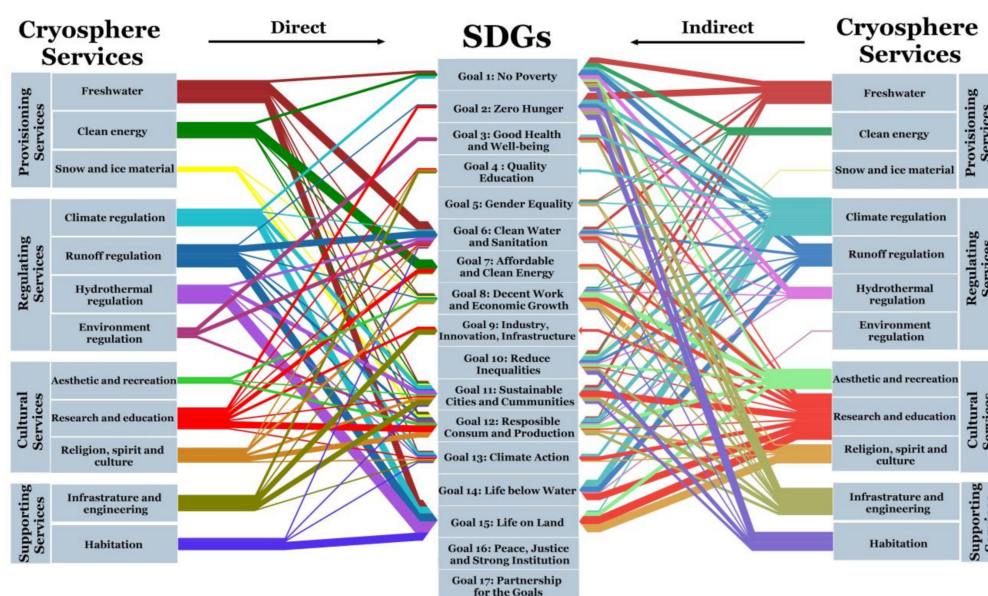 Cryosphere
Services
Direct
SDGs
Indirect
Cryosphere
Services
Provisioning
Services
Freshwater
Clean energy
Snow and ice material
Regulating
Services
Climate regulation
Runoff regulation
Hydrothermal
regulation
Environment
regulation
Cultural
Services
Aesthetic and recreation
Research and education
Religion, spirit and
culture
Supporting
Services
Infrastrature and
engineering
Habitation
Goal 1: No Poverty
Goal 2: Zero Hunger
Goal 3: Good Health
and Well-being
Goal 4 : Quality
Education
Goal 5: Gender Equality
Goal 6: Clean Water
and Sanitation
Goal 7: Affordable
and Clean Energy
Goal 8: Decent Work
and Economic Growth
Goal 9: Industry,
Innovation, Infrastructure
Goal 10: Reduce
Inequalities
Goal 11: Sustainable
Cities and Cummunities
Goal 12: Resposible
Consum and Production
Goal 13: Climate Action
Goal 14: Life below Water
Goal 15: Life on Land
Goal 16: Peace, Justice
and Strong Institution
Goal 17: Partnership
for the Goals
Freshwater
Clean energy
Snow and ice material
Provisioning
Services
Climate regulation
Runoff regulation
Hydrothermal
regulation
Environment
regulation
Regulating
Services
Aesthetic and recreation
Research and education
Religion, spirit and
culture
Cultural
Services
Infrastrature and
engineering
Habitation
Supporting
Services